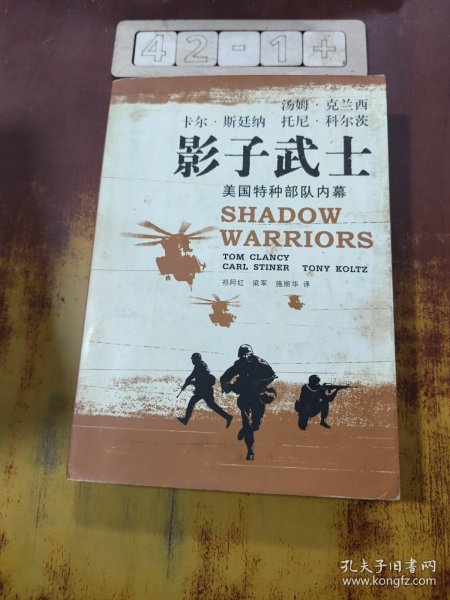 42-1+
汤姆·克兰西
卡尔·斯廷纳 托尼·科尔茨
影子武士
美国特种部队内幕
SHADOW
WARRIORS
TOM CLANCY
CARL STINER TONY KOLTZ
祁阿红 梁军 施丽华 译
孔夫子旧书网
www.kongfz.com